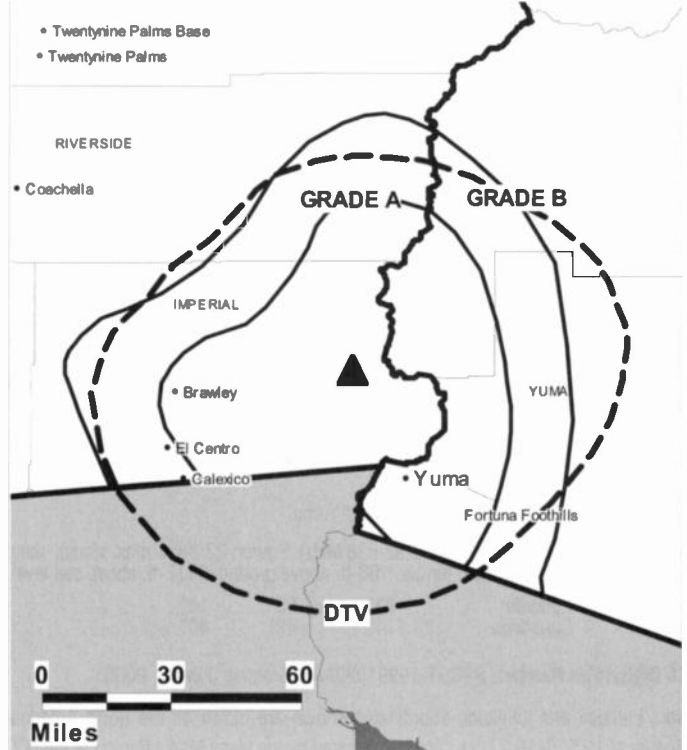 Twentynine Palms Base
Twentynine Palms
RIVERSIDE
Coachella
GRADE A
GRADE B
IMPERIAL
Brawley
YUMA
El Centro
Calexico
Yuma
Fortuna Foothills
DTV
0 30 60
Miles